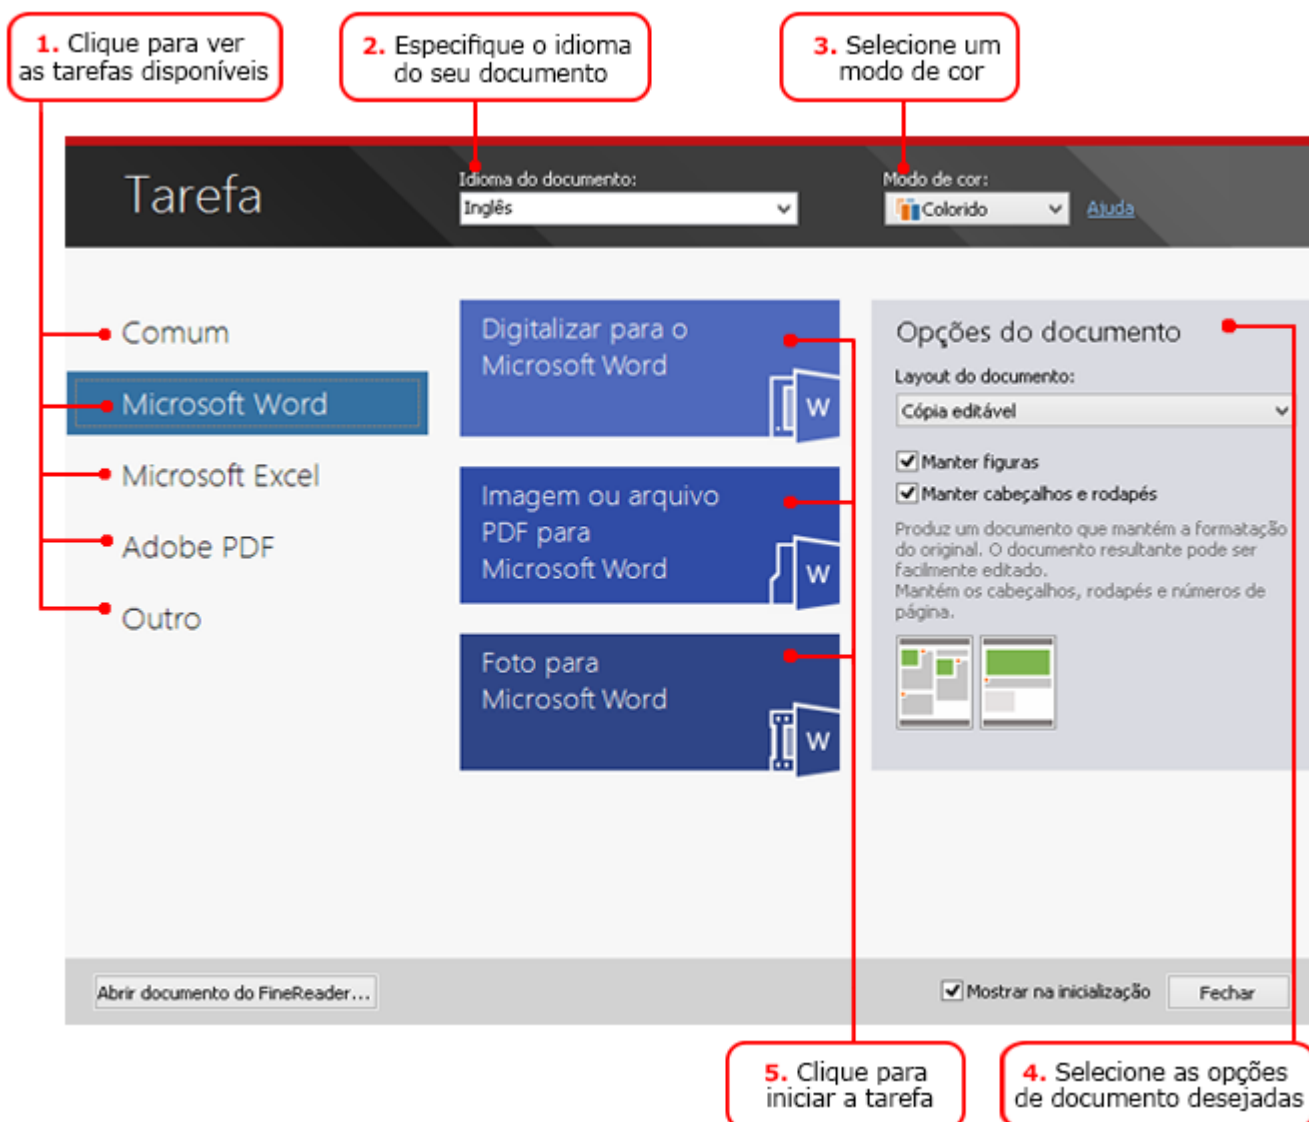 1. Clique para ver
as tarefas disponíveis
2. Especifique o idioma
do seu documento
3. Selecione um
modo de cor
Tarefa
Idioma do documento:
Inglês
Modo de cor:
Colorido
Ajuda
Comum
Microsoft Word
Microsoft Excel
Adobe PDF
Outro
Digitalizar para o
Microsoft Word
W
Imagem ou arquivo
PDF para
Microsoft Word
W
Foto para
Microsoft Word
W
Opções do documento
Layout do documento:
Cópia editável
Manter figuras
Manter cabeçalhos e rodapés
Produz um documento que mantém a formatação
do original. O documento resultante pode ser
facilmente editado.
Mantém os cabeçalhos, rodapés e números de
página.
Abrir documento do FineReader...
Mostrar na inicialização
Fechar
5. Clique para
iniciar a tarefa
4. Selecione as opções
de documento desejadas